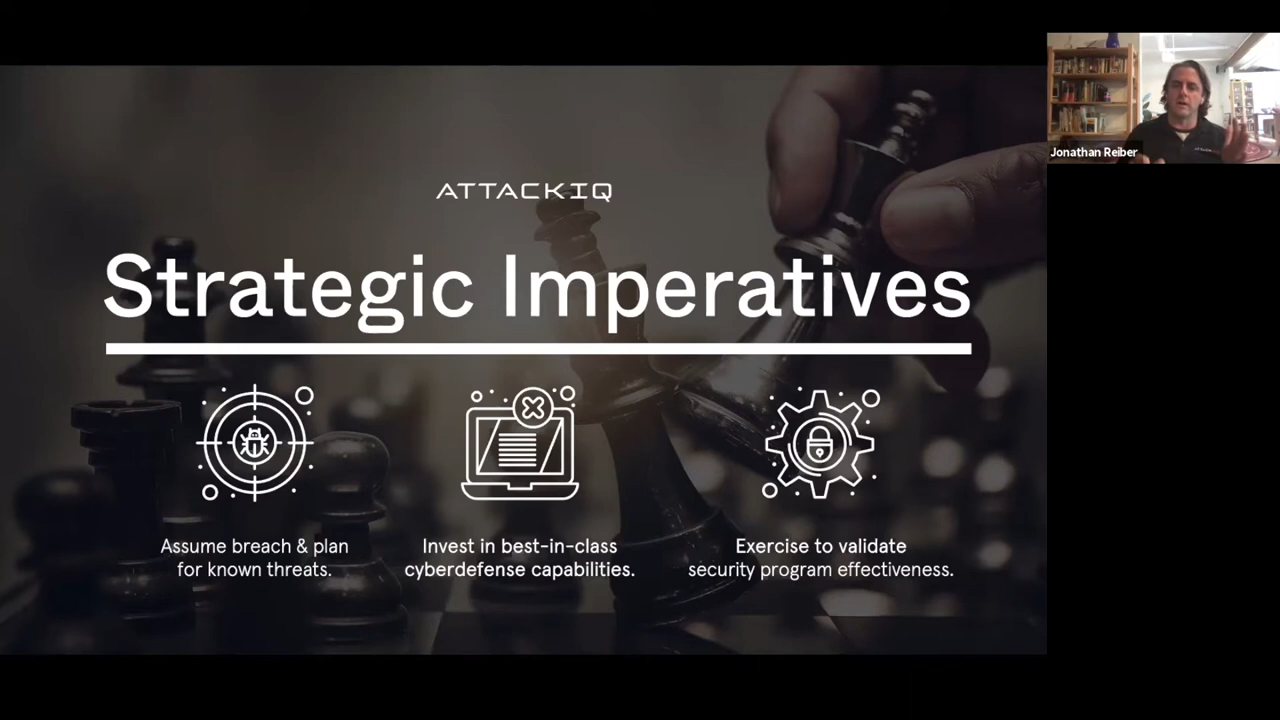 ATTACKIQ
Strategic Imperatives
Assume breach & plan
for known threats.
Invest in best-in-class
cyberdefense capabilities.
Exercise to validate
security program effectiveness.
Jonathan Reiber